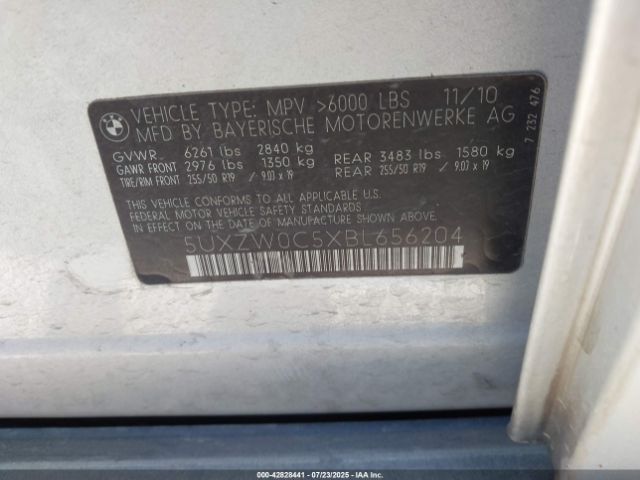 BMW
VEHICLE TYPE: MPV >6000 LBS 11/10
MFD BY BAYERISCHE MOTORENWERKE AG
GVWR 6261 lbs 2840 kg
GAWR FRONT 2976 lbs 1350 kg REAR 3483 lbs 1580 kg
TIRE/RIM FRONT 255/50 R19 / 9.0J x 19 REAR 255/50 R19 / 9.0J x 19
THIS VEHICLE CONFORMS TO ALL APPLICABLE U.S.
FEDERAL MOTOR VEHICLE SAFETY STANDARDS IN
EFFECT ON THE DATE OF MANUFACTURE SHOWN ABOVE.
5UXZW0C5XBL656204
7 232 476
000-42828441 - 07/23/2025 - IAAI.COM